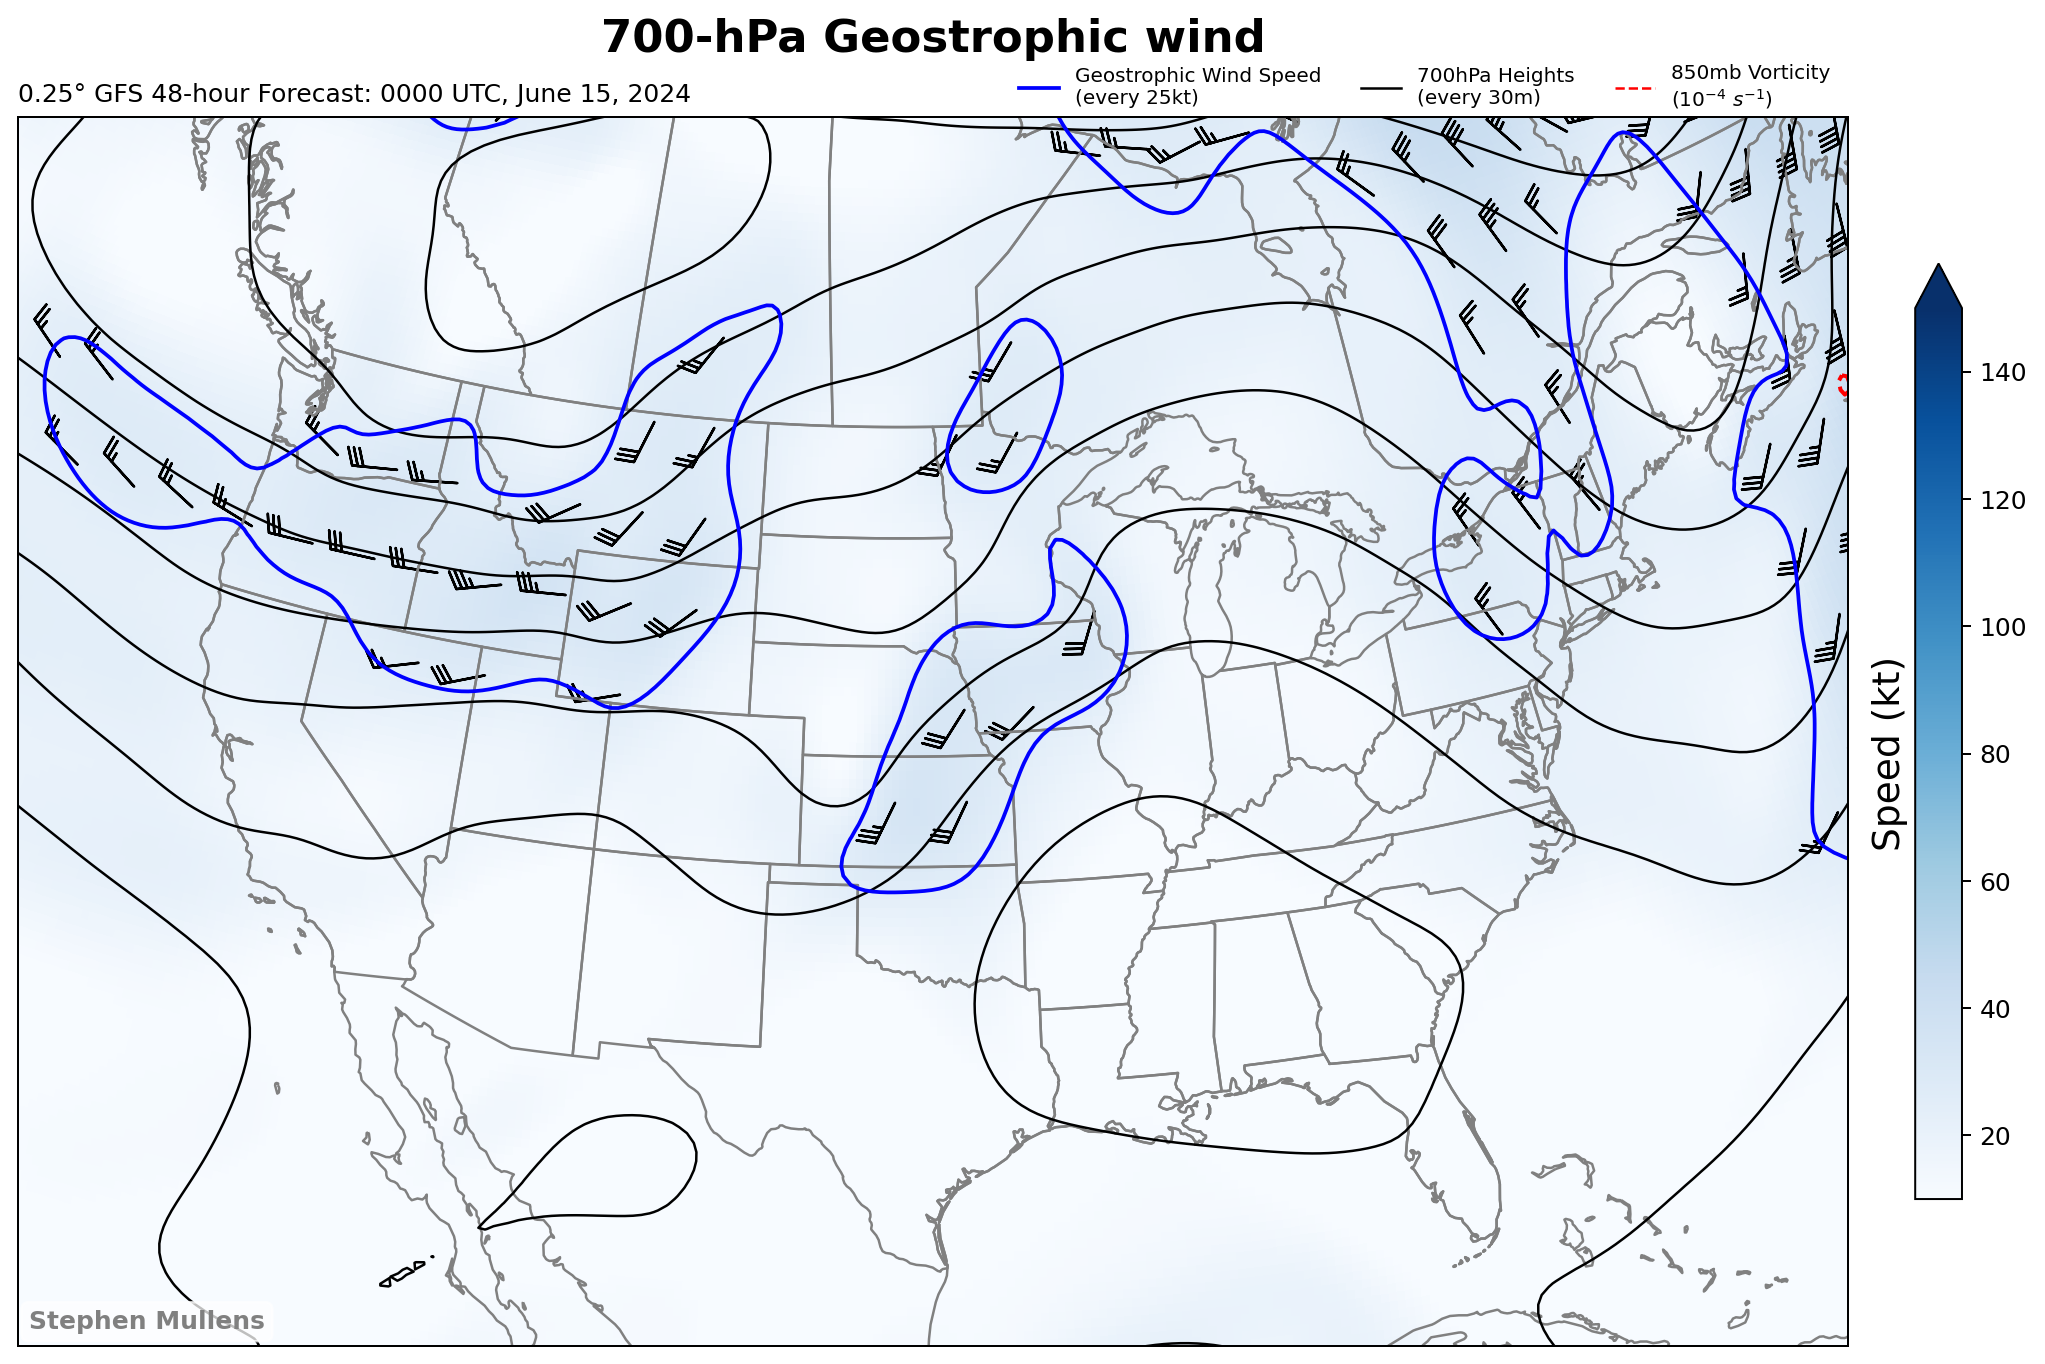 700-hPa Geostrophic wind
0.25° GFS 48-hour Forecast: 0000 UTC, June 15, 2024
Geostrophic Wind Speed
(every 25kt)
700hPa Heights
(every 30m)
850mb Vorticity
(10⁻⁴ s⁻¹)
140
120
100
80
60
40
20
Speed (kt)
Stephen Mullens